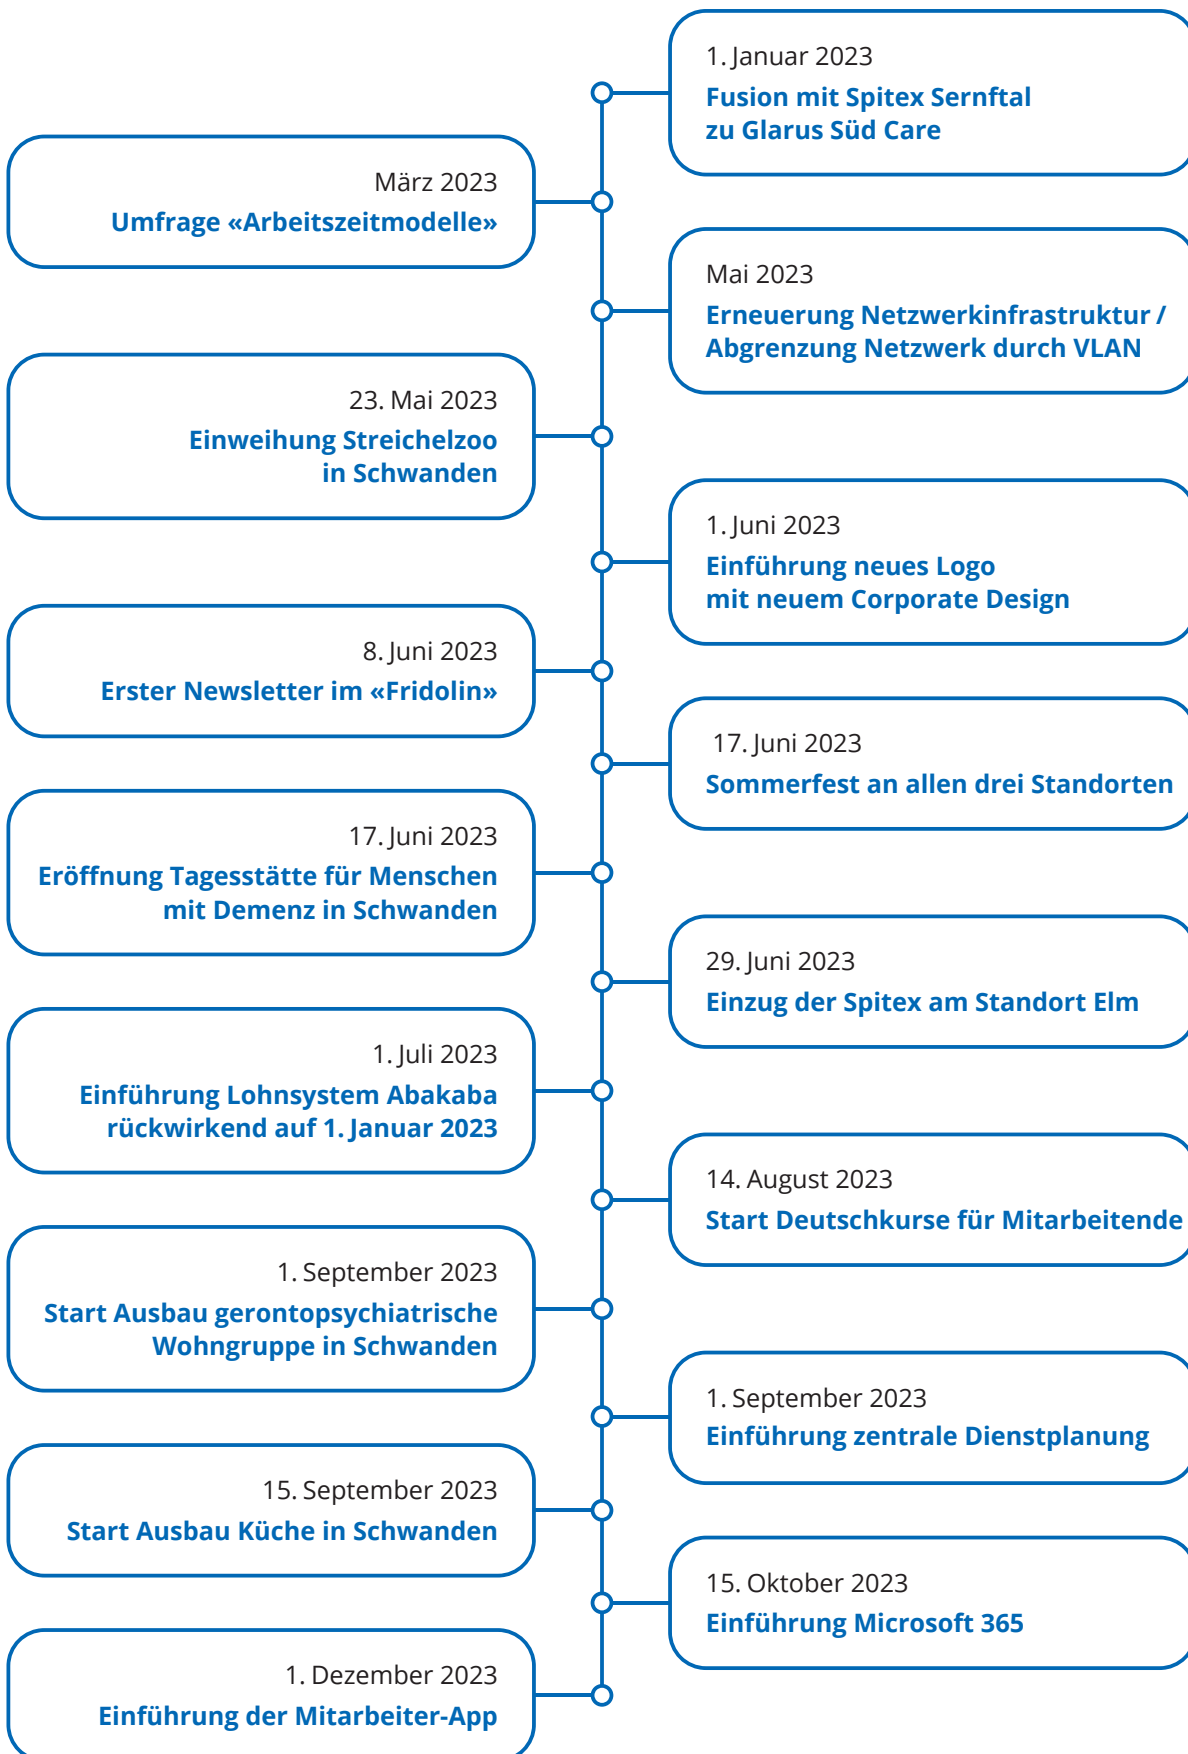 1. Januar 2023
Fusion mit Spitex Sernftal
zu Glarus Süd Care
März 2023
Umfrage «Arbeitszeitmodelle»
Mai 2023
Erneuerung Netzwerkinfrastruktur /
Abgrenzung Netzwerk durch VLAN
23. Mai 2023
Einweihung Streichelzoo
in Schwanden
1. Juni 2023
Einführung neues Logo
mit neuem Corporate Design
8. Juni 2023
Erster Newsletter im «Fridolin»
17. Juni 2023
Sommerfest an allen drei Standorten
17. Juni 2023
Eröffnung Tagesstätte für Menschen
mit Demenz in Schwanden
29. Juni 2023
Einzug der Spitex am Standort Elm
1. Juli 2023
Einführung Lohnsystem Abakaba
rückwirkend auf 1. Januar 2023
14. August 2023
Start Deutschkurse für Mitarbeitende
1. September 2023
Start Ausbau gerontopsychiatrische
Wohngruppe in Schwanden
1. September 2023
Einführung zentrale Dienstplanung
15. September 2023
Start Ausbau Küche in Schwanden
15. Oktober 2023
Einführung Microsoft 365
1. Dezember 2023
Einführung der Mitarbeiter-App